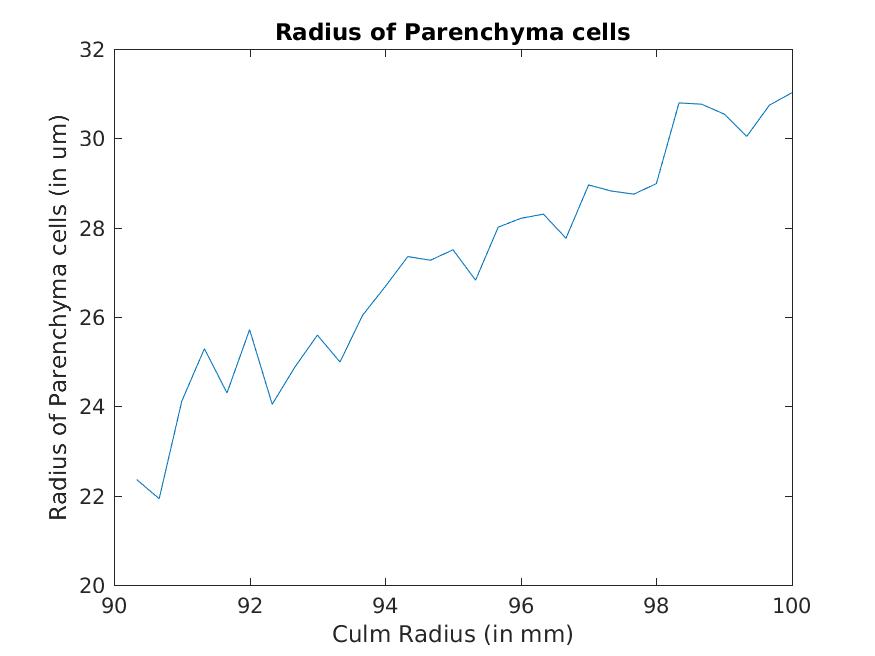 Radius of Parenchyma cells
Radius of Parenchyma cells (in um)
32
30
28
26
24
22
20
90 92 94 96 98 100
Culm Radius (in mm)